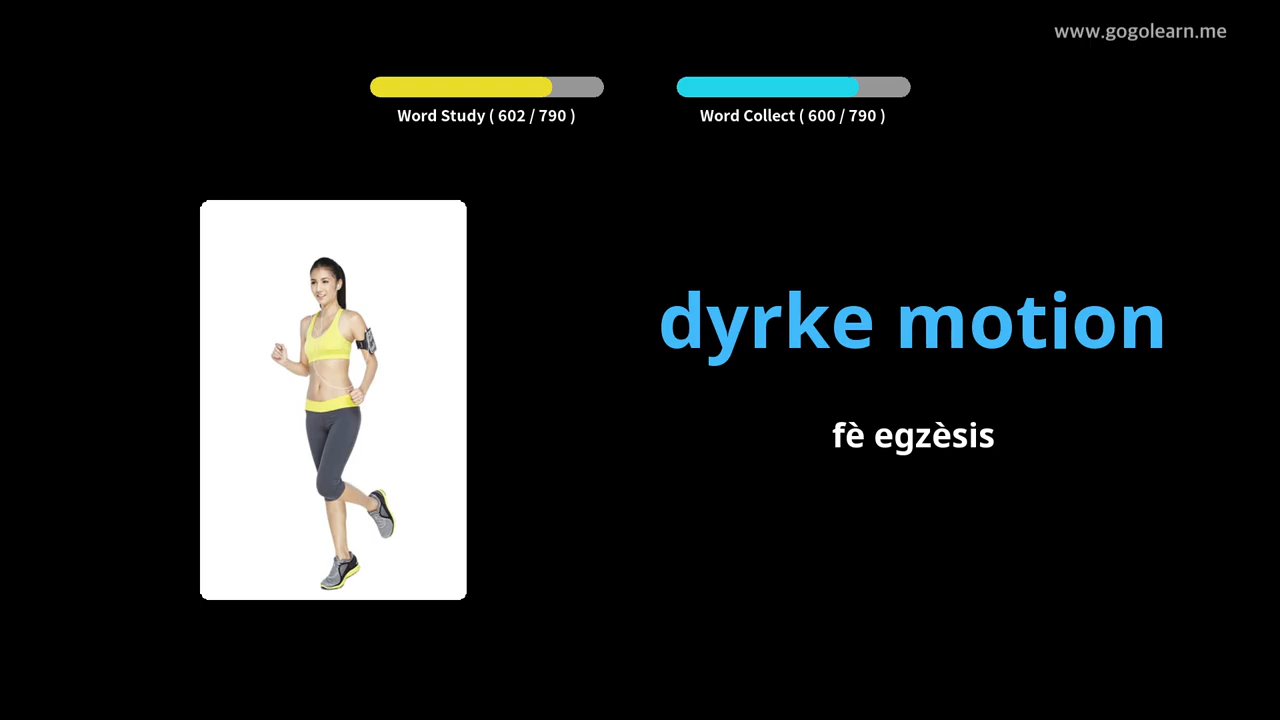 www.gogolearn.me
Word Study ( 602 / 790 )
Word Collect ( 600 / 790 )
dyrke motion
fè egzèsis